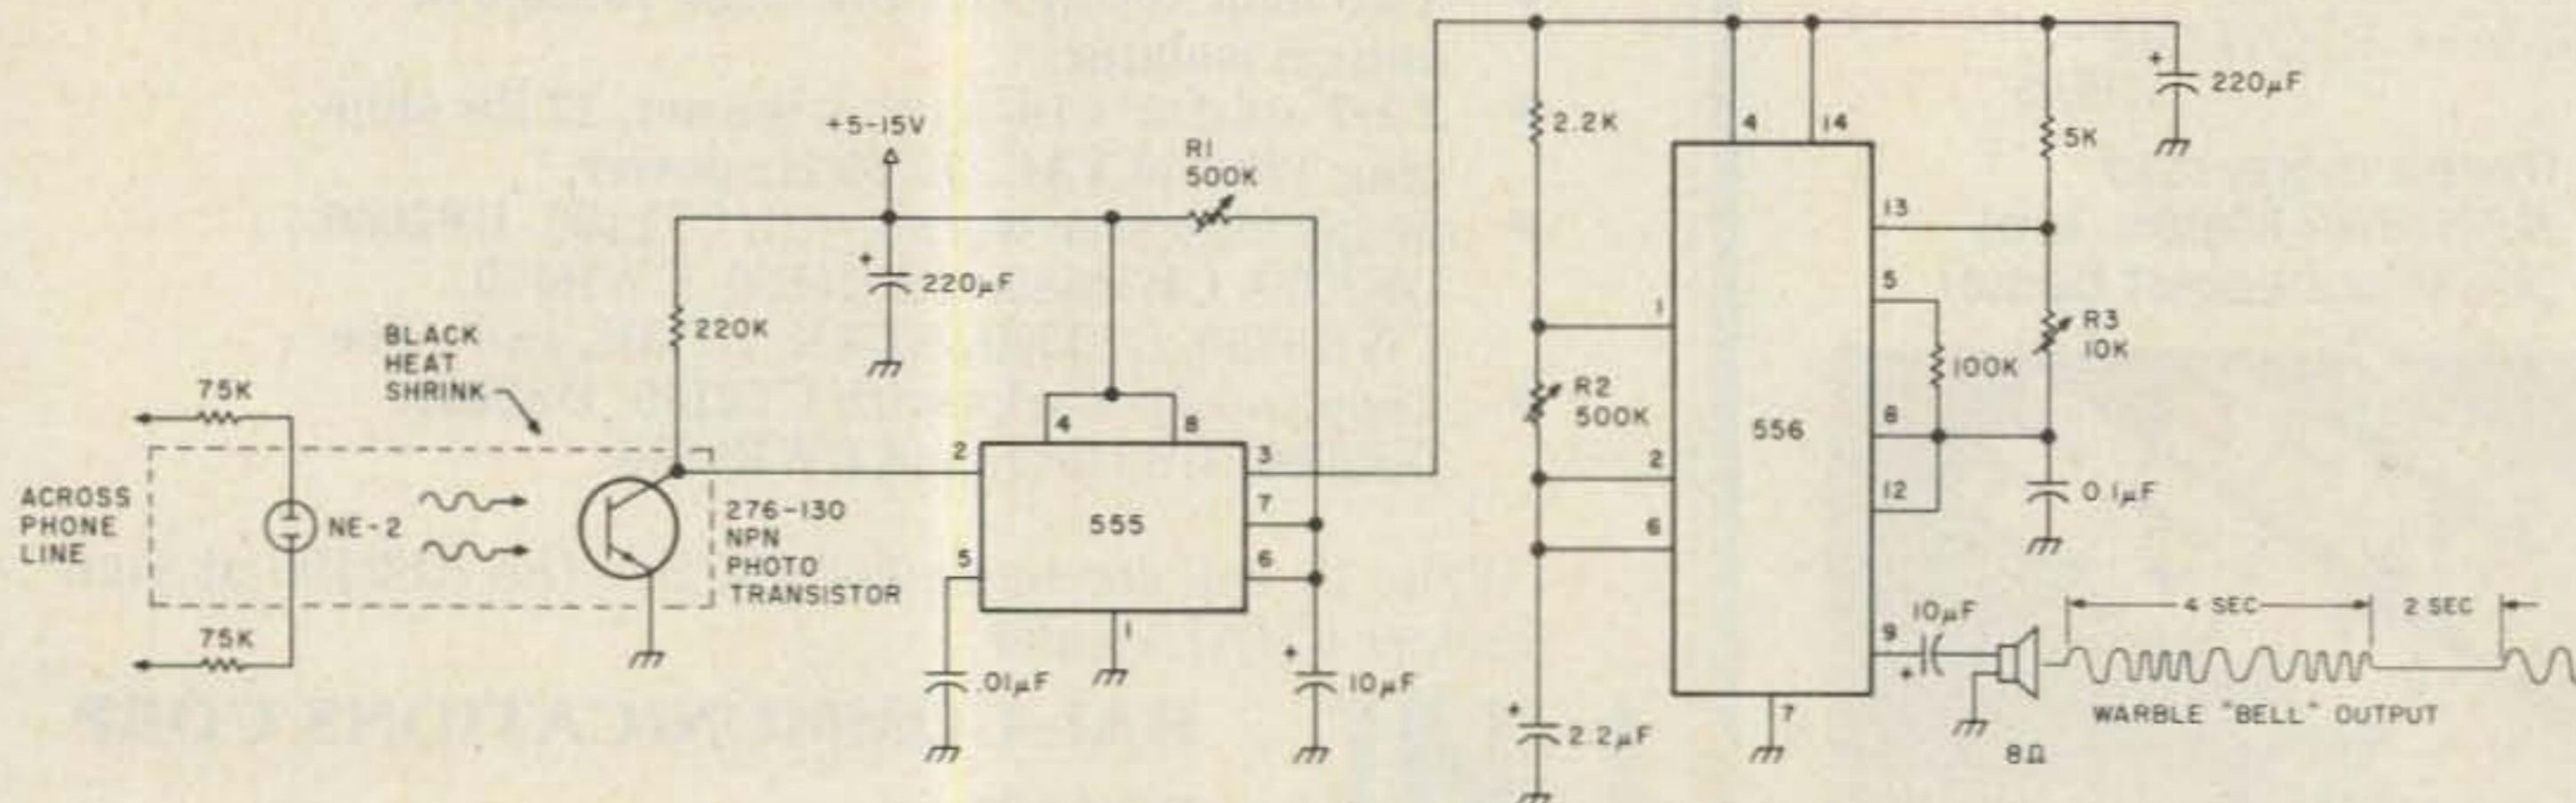 +5-15V
R1
500K
220µF
220K
BLACK
HEAT
SHRINK
75K
ACROSS
PHONE
LINE
NE-2
75K
276-130
NPN
PHOTO
TRANSISTOR
2
4
8
3
7
6
5
1
555
.01µF
10µF
2.2K
R2
500K
2.2µF
4
14
1
2
6
556
13
5
8
12
9
7
5K
R3
10K
100K
0.1µF
220µF
10µF
8Ω
4 SEC
2 SEC
WARBLE "BELL" OUTPUT